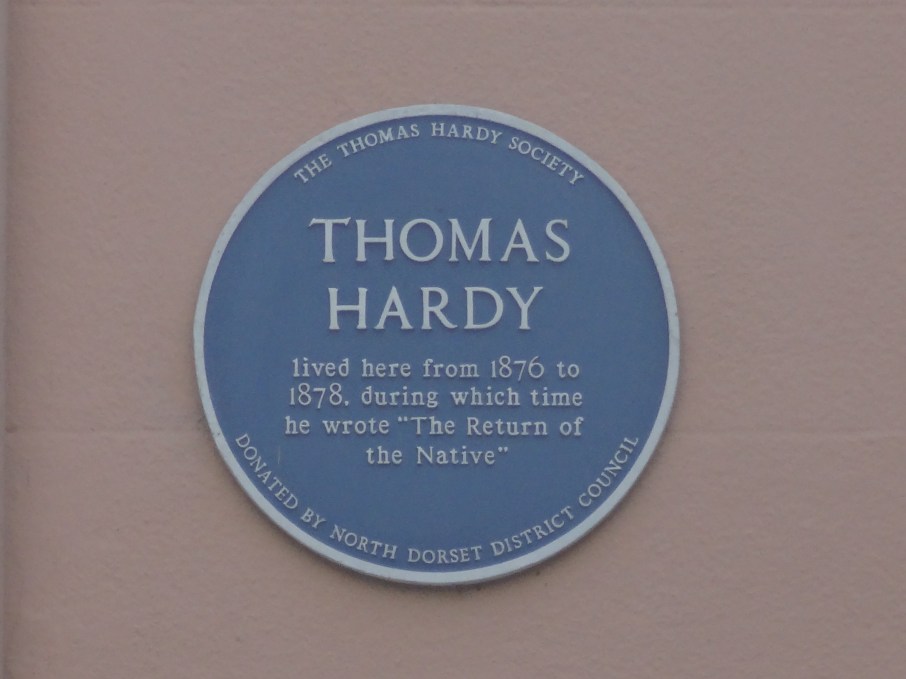 THE THOMAS HARDY SOCIETY
THOMAS
HARDY
lived here from 1876 to
1878, during which time
he wrote "The Return of
the Native"
DONATED BY NORTH DORSET DISTRICT COUNCIL